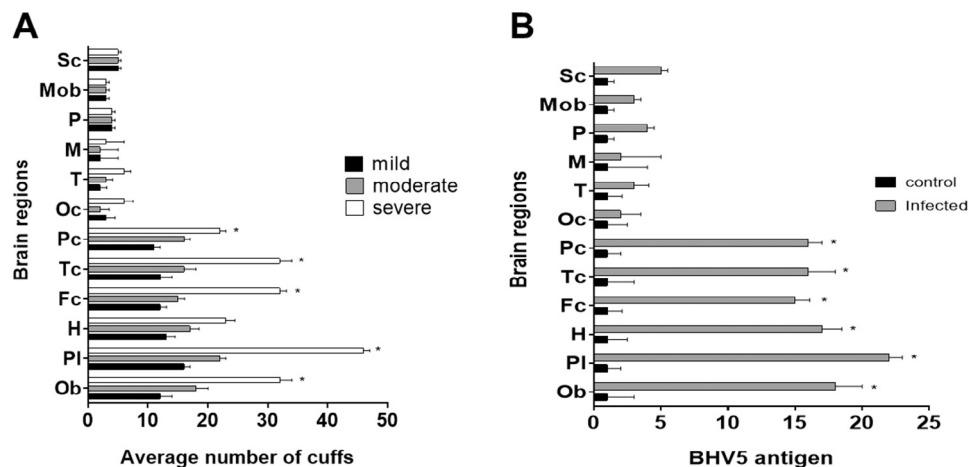 A
Sc
Mob
P
M
T
Oc
Pc
Tc
Fc
H
Pl
Ob
Brain regions
0 10 20 30 40 50
Average number of cuffs
mild
moderate
severe
*
*
*
*
*
B
Sc
Mob
P
M
T
Oc
Pc
Tc
Fc
H
Pl
Ob
Brain regions
0 5 10 15 20 25
BHV5 antigen
control
Infected
*
*
*
*
*
*